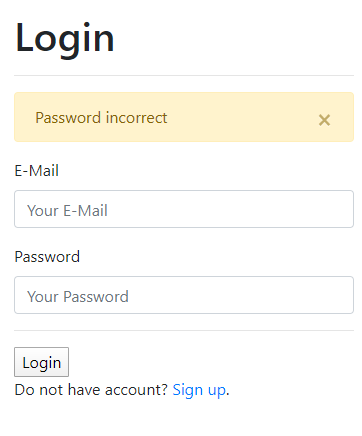 Login
Password incorrect ×
E-Mail
Your E-Mail
Password
Your Password
Login
Do not have account? Sign up.